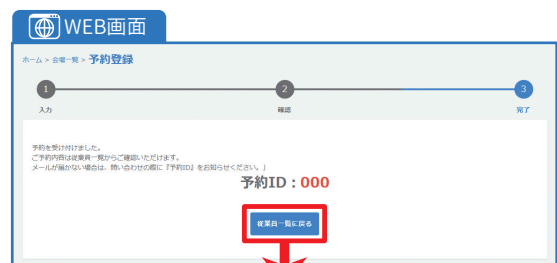 WEB画面
ホーム > 会場一覧 > 予約登録
1 2 3
入力 確認 完了
予約を受け付けました。
ご予約内容は従業員一覧からご確認いただけます。
メールが届かない場合は、問い合わせの際に『予約ID』をお知らせください。」
予約ID：000
従業員一覧に戻る